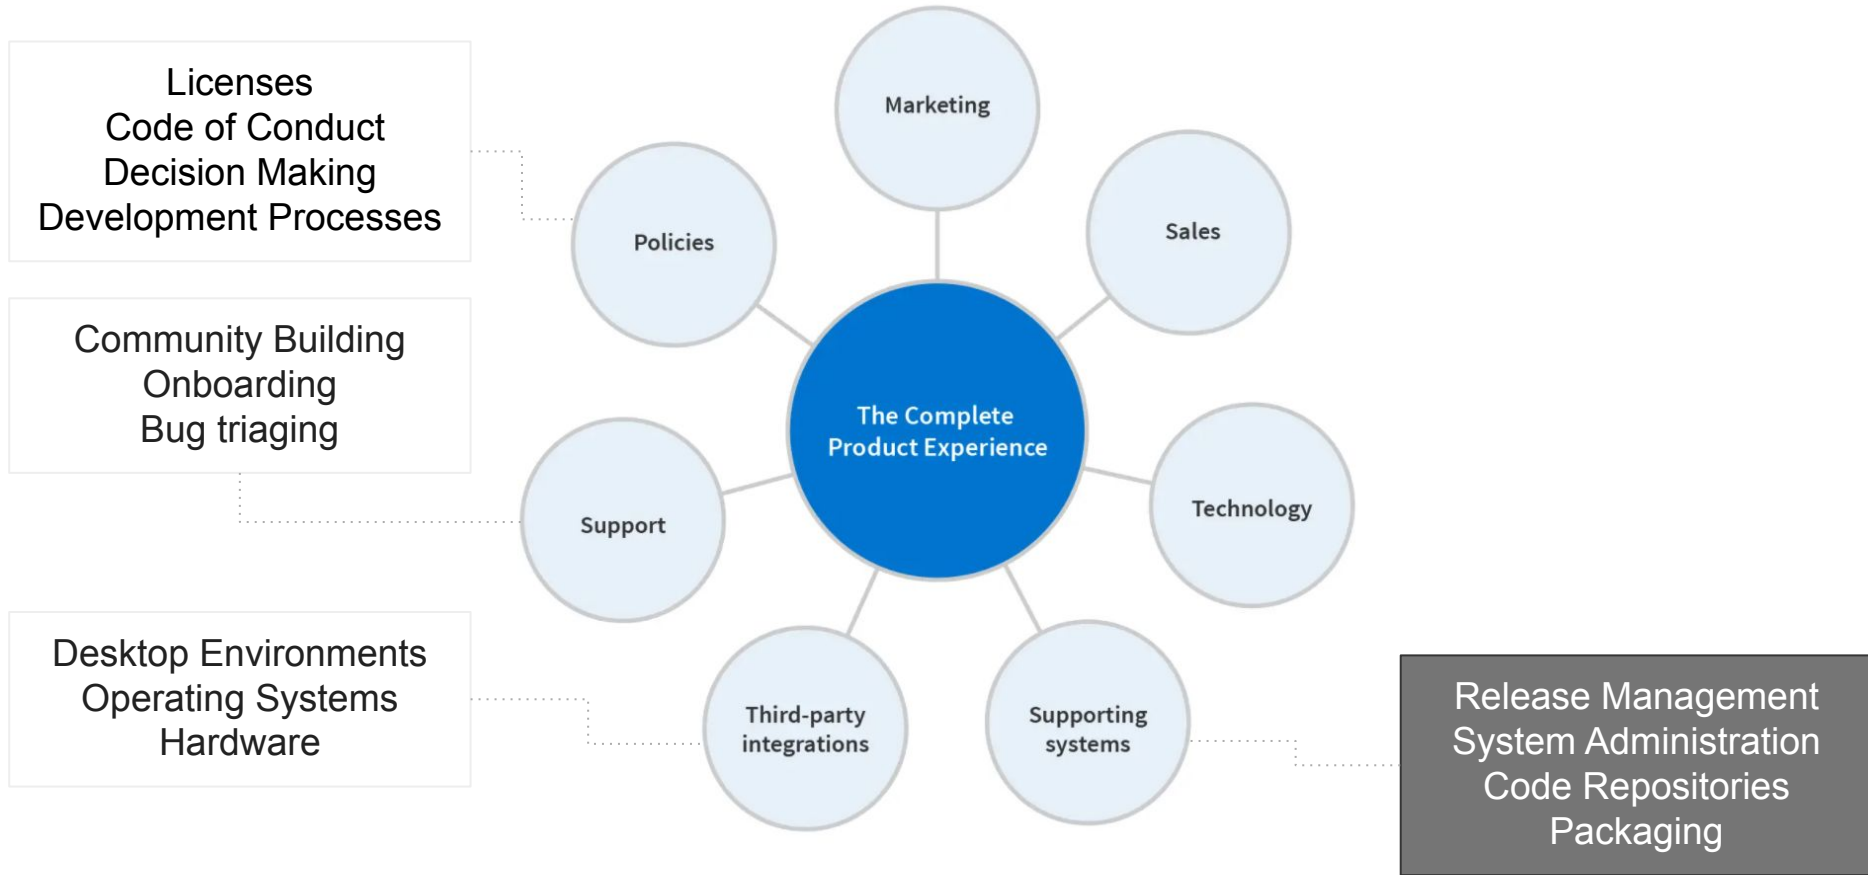 Licenses
Code of Conduct
Decision Making
Development Processes
Community Building
Onboarding
Bug triaging
Desktop Environments
Operating Systems
Hardware
Marketing
Sales
Policies
The Complete
Product Experience
Technology
Support
Third-party
integrations
Supporting
systems
Release Management
System Administration
Code Repositories
Packaging